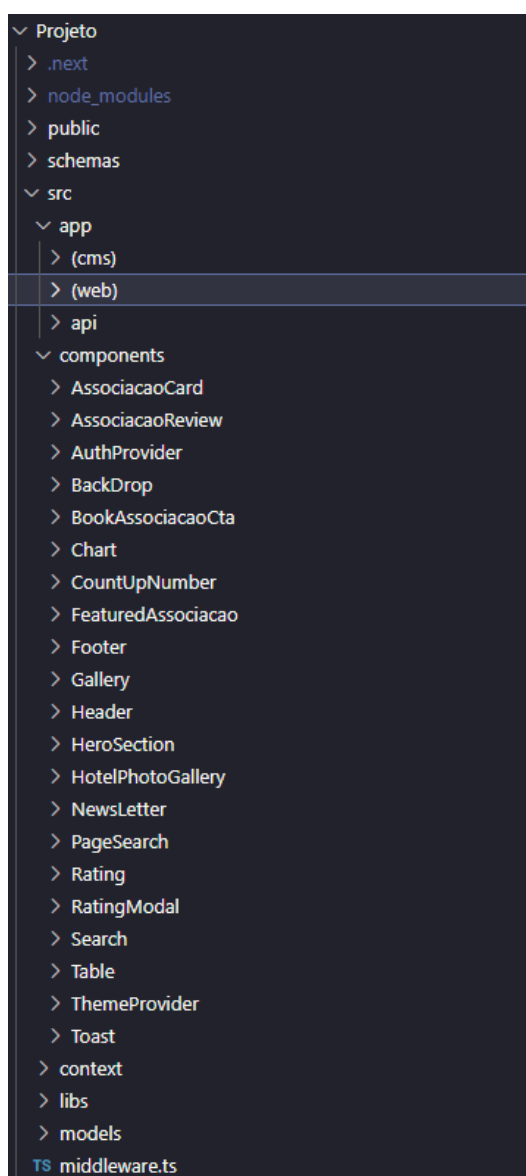 Projeto
.next
node_modules
public
schemas
src
app
(cms)
(web)
api
components
AssociacaoCard
AssociacaoReview
AuthProvider
BackDrop
BookAssociacaoCta
Chart
CountUpNumber
FeaturedAssociacao
Footer
Gallery
Header
HeroSection
HotelPhotoGallery
NewsLetter
PageSearch
Rating
RatingModal
Search
Table
ThemeProvider
Toast
context
libs
models
TS middleware.ts